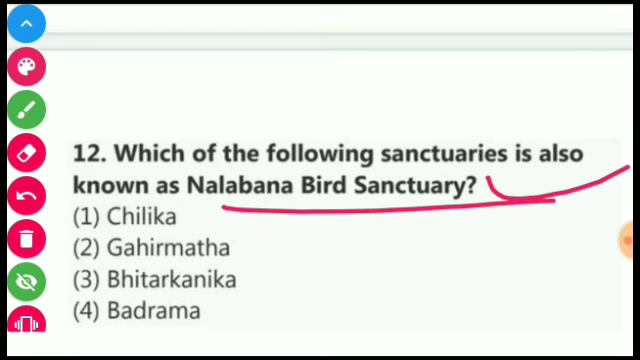 12. Which of the following sanctuaries is also
known as Nalabana Bird Sanctuary?
(1) Chilika
(2) Gahirmatha
(3) Bhitarkanika
(4) Badrama